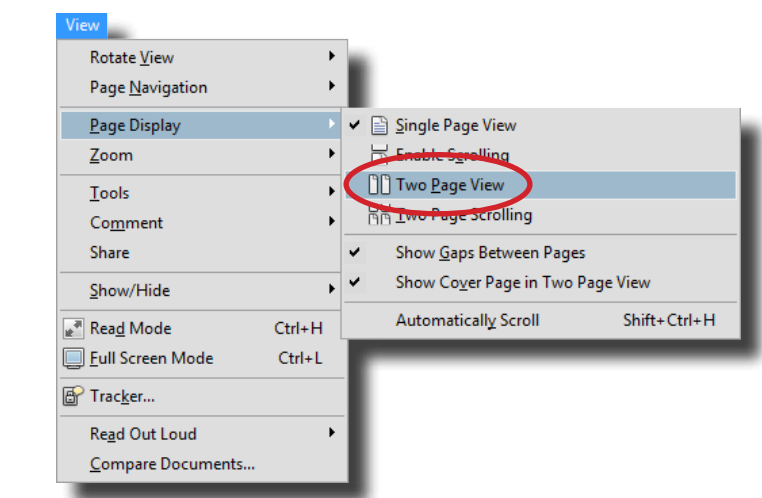 View
Rotate View
Page Navigation
Page Display
Zoom
Tools
Comment
Share
Show/Hide
Read Mode Ctrl+H
Full Screen Mode Ctrl+L
Tracker...
Read Out Loud
Compare Documents...
Single Page View
Enable Scrolling
Two Page View
Two Page Scrolling
Show Gaps Between Pages
Show Cover Page in Two Page View
Automatically Scroll Shift+Ctrl+H